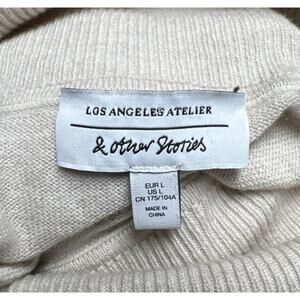 LOS ANGELES ATELIER
& other Stories
EUR L
US L
CN 175/104A
MADE IN
CHINA